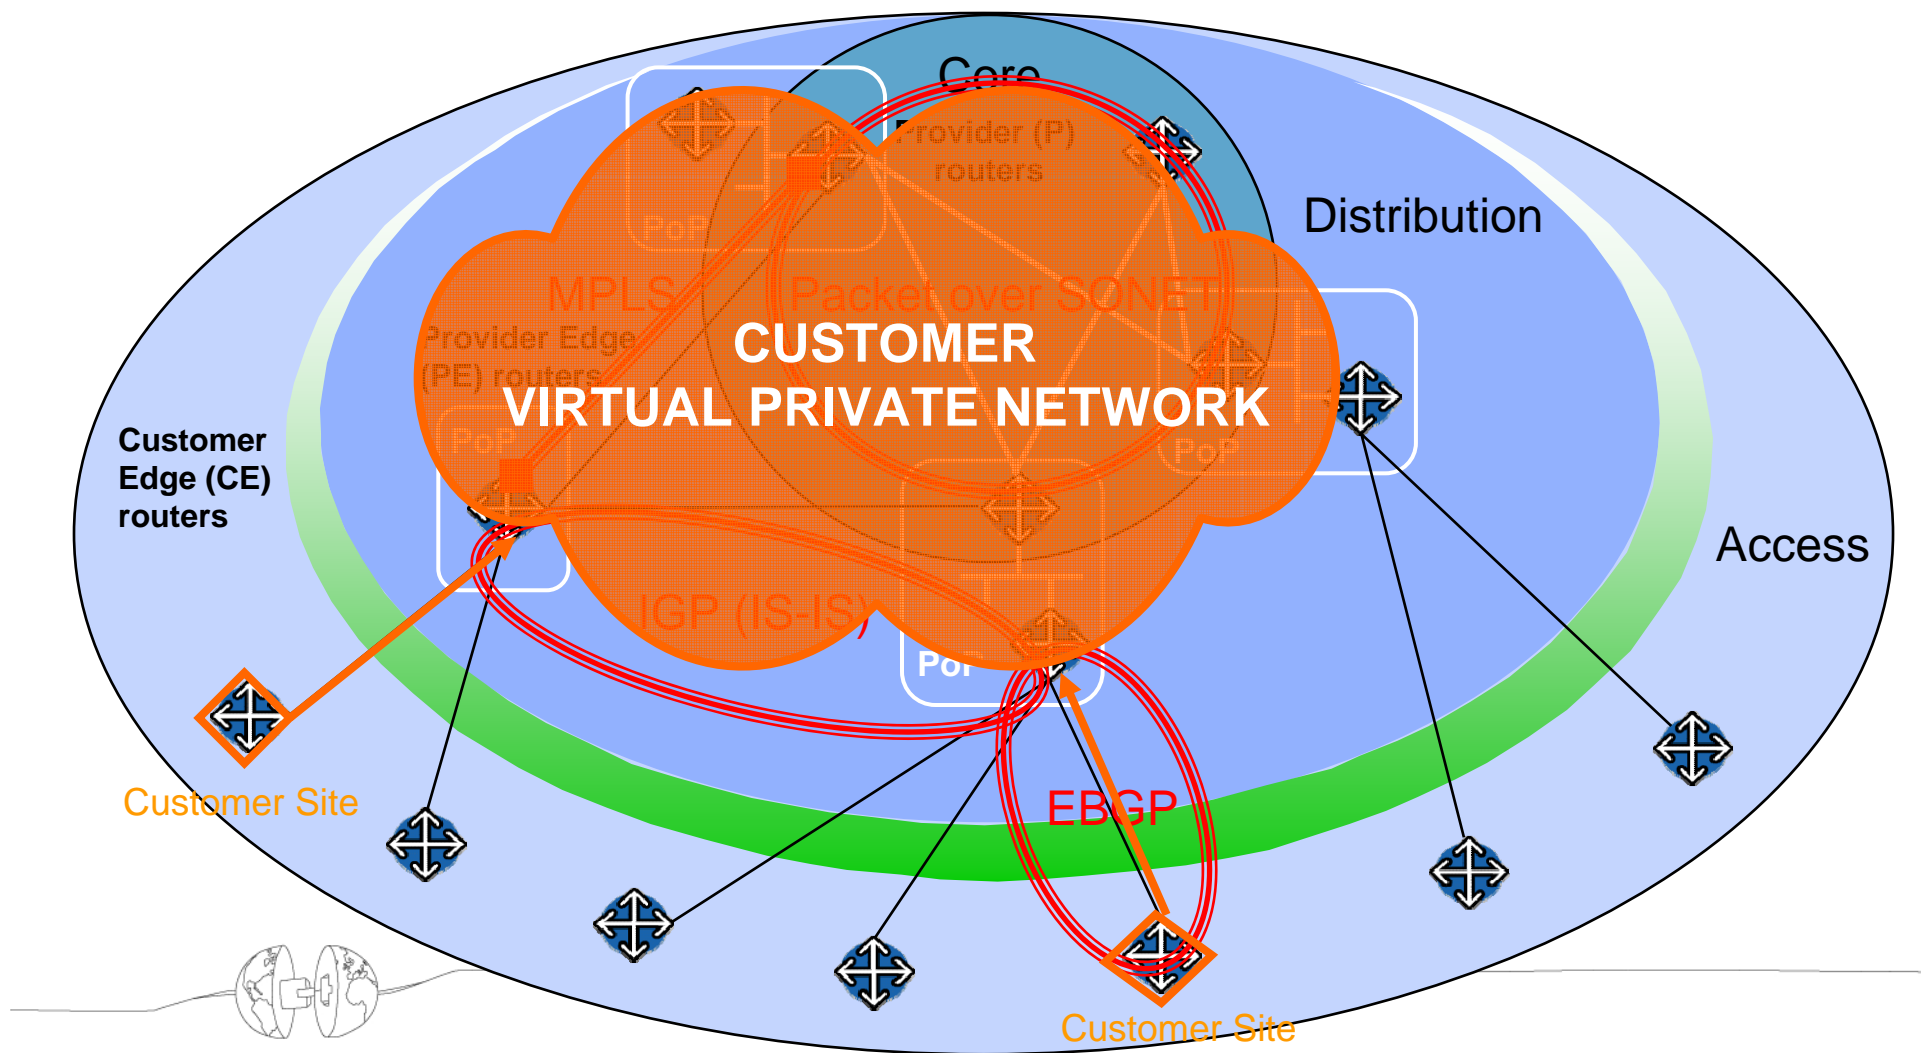 Core
Provider (P)
routers
PoP
Distribution
MPLS
Packet over SONET
Provider Edge
(PE) routers
CUSTOMER
VIRTUAL PRIVATE NETWORK
PoP
PoP
Customer
Edge (CE)
routers
Access
IGP (IS-IS)
PoP
Customer Site
EBGP
Customer Site